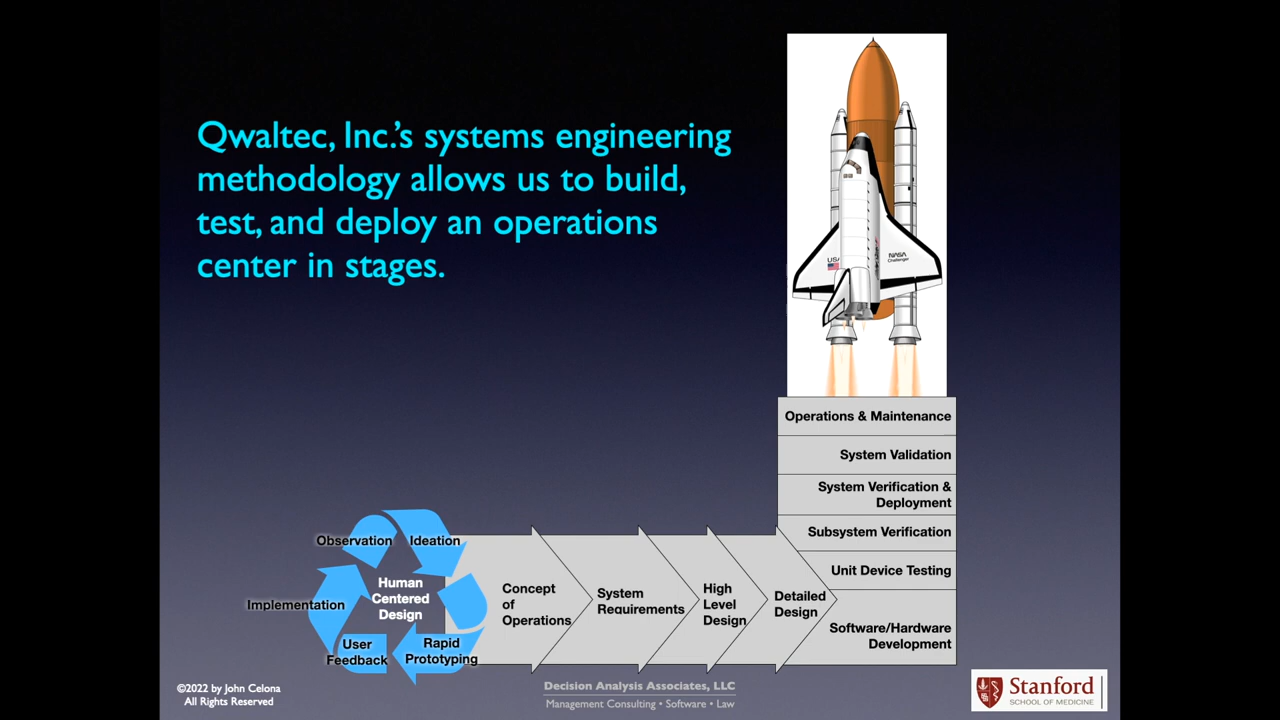 Qwaltec, Inc.'s systems engineering
methodology allows us to build,
test, and deploy an operations
center in stages.
USA
NASA
Challenger
Operations & Maintenance
System Validation
System Verification &
Deployment
Subsystem Verification
Unit Device Testing
Software/Hardware
Development
Observation
Ideation
Human
Centered
Design
Implementation
User
Feedback
Rapid
Prototyping
Concept
of
Operations
System
Requirements
High
Level
Design
Detailed
Design
©2022 by John Celona
All Rights Reserved
Decision Analysis Associates, LLC
Management Consulting • Software • Law
Stanford
SCHOOL OF MEDICINE